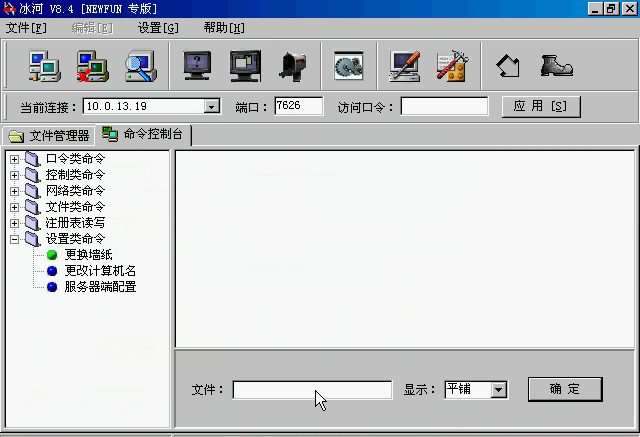 冰河 V8.4 [NEWFUN 专版]
文件[F] 编辑[E] 设置[G] 帮助[H]
当前连接： 10.0.13.19 端口： 7626 访问口令： 应用 [S]
文件管理器 命令控制台
口令类命令
控制类命令
网络类命令
文件类命令
注册表读写
设置类命令
更换墙纸
更改计算机名
服务器端配置
文件： 显示： 平铺 确 定